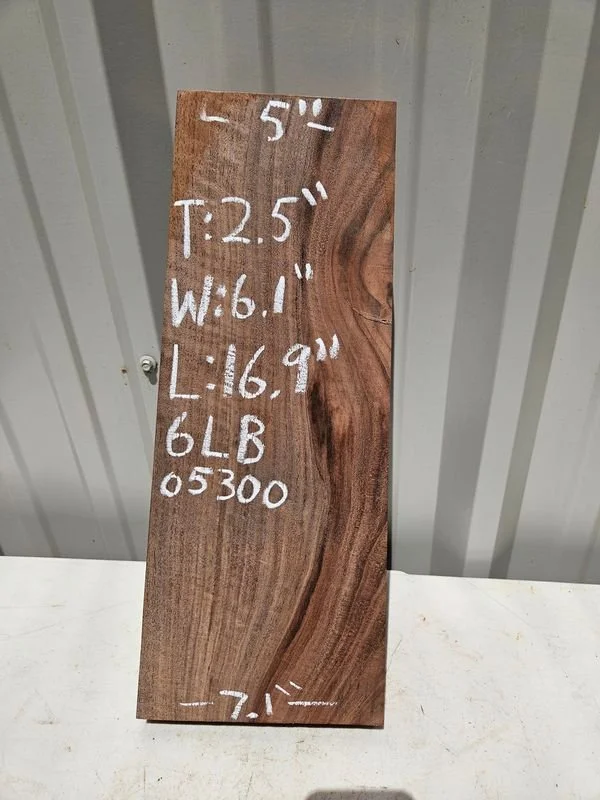 - 5" -
T:2.5"
W:6.1"
L:16.9"
6LB
05300
- 7.1" -